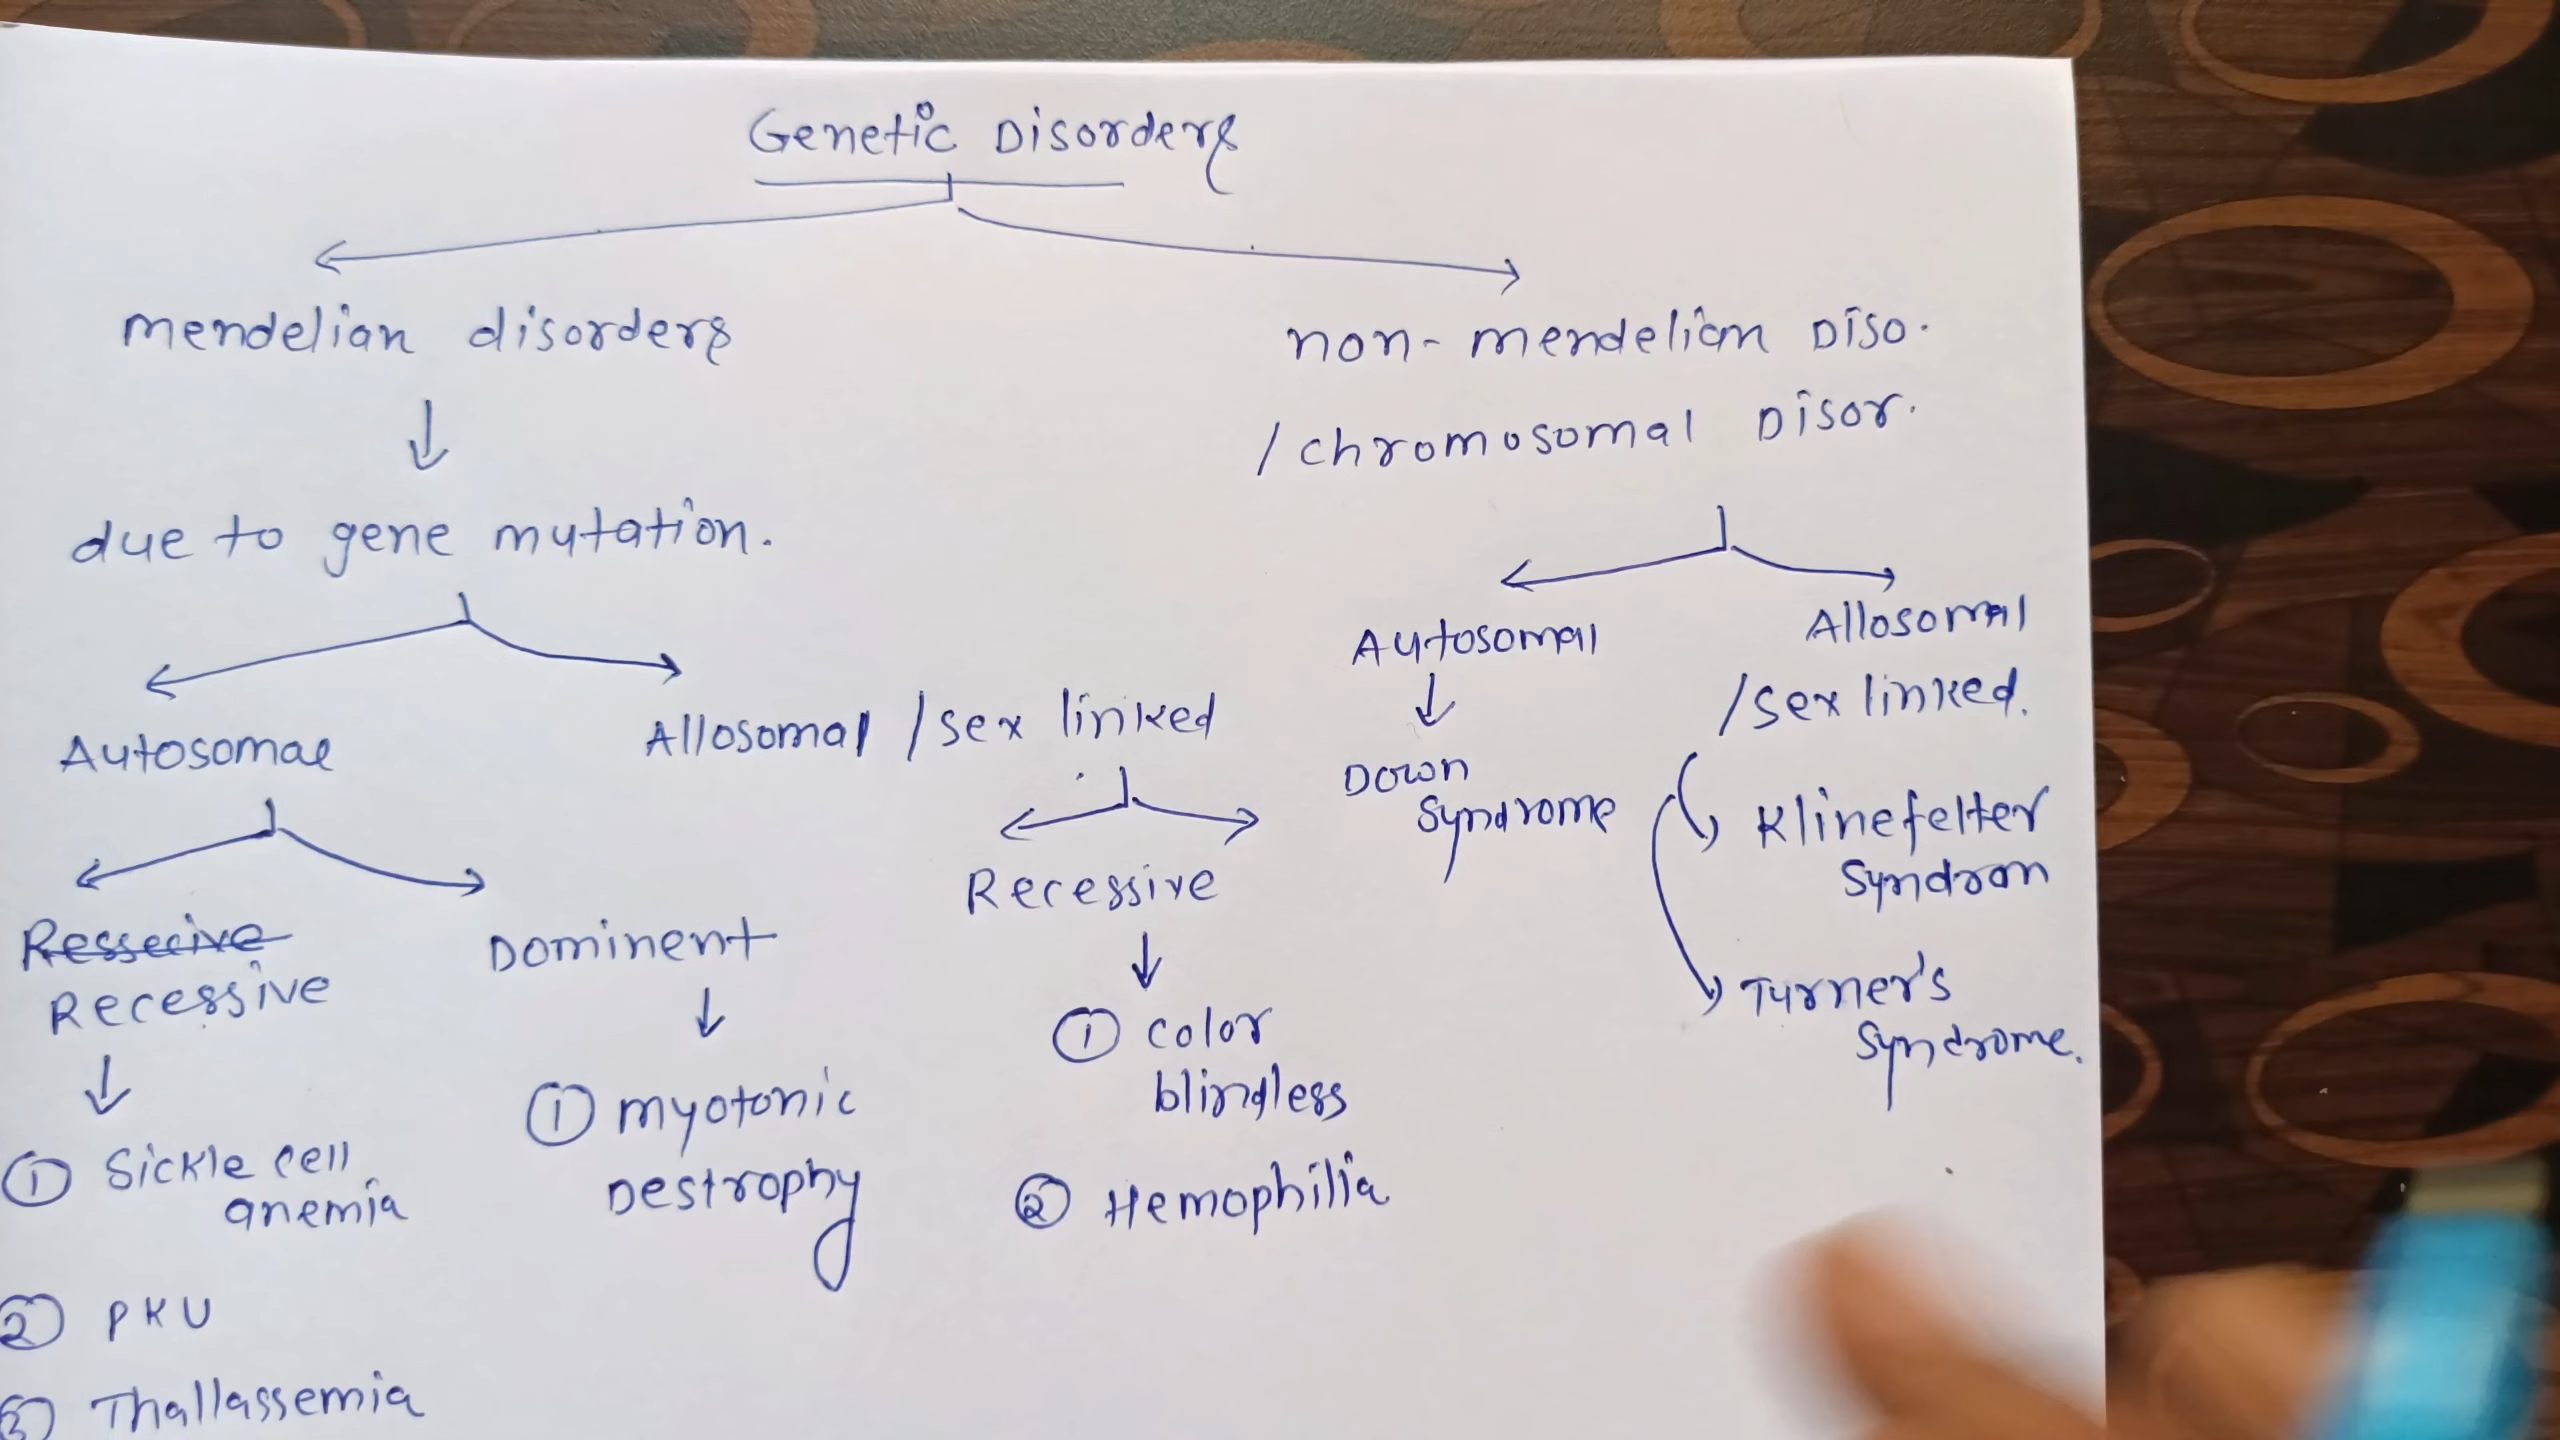 Genetic Disorders
mendelian disorders
due to gene mutation.
Autosomal
Ressecive
Recessive
① Sickle cell
anemia
② PKU
③ Thallassemia
Dominent
① myotonic
Destrophy
Allosomal / sex linked
Recessive
① color
blindless
② Hemophilia
non-mendelian Diso.
/ chromosomal Disor.
Autosomal
Down
Syndrome
Allosomal
/ sex linked.
Klinefelter
Syndrom
Turner's
Syndrome.